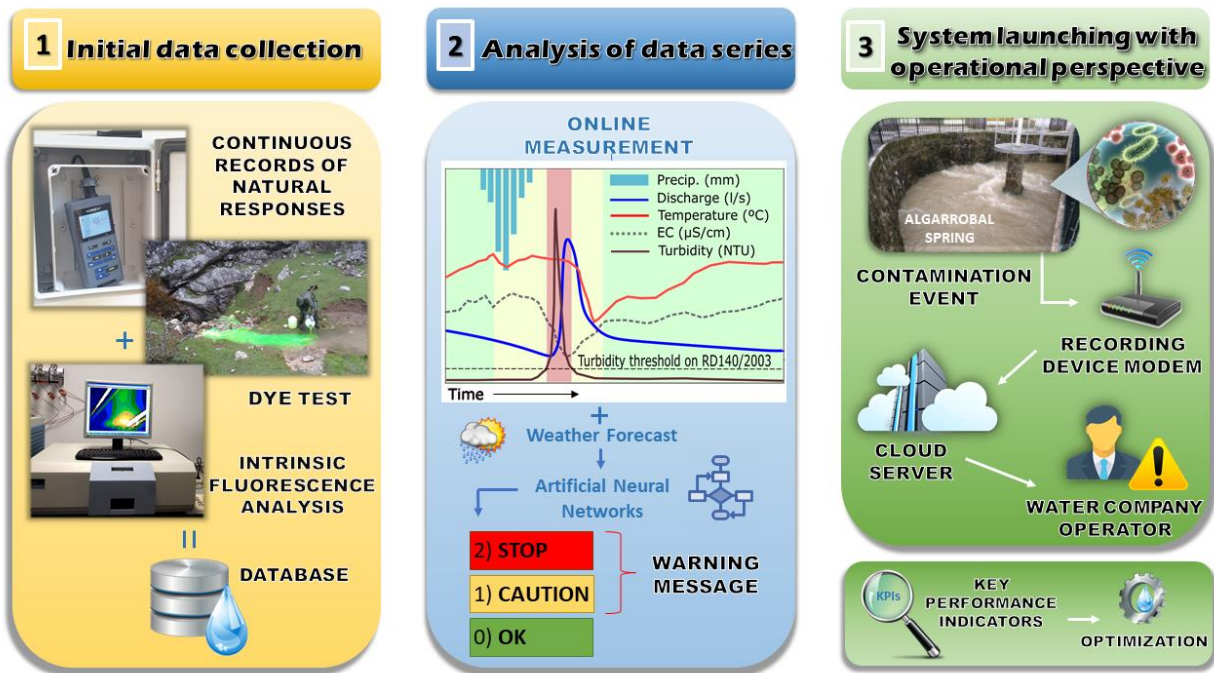 1 Initial data collection
CONTINUOUS
RECORDS OF
NATURAL
RESPONSES
+
DYE TEST
INTRINSIC
FLUORESCENCE
ANALYSIS
=
DATABASE
2 Analysis of data series
ONLINE
MEASUREMENT
Precip. (mm)
Discharge (l/s)
Temperature (ºC)
EC (µS/cm)
Turbidity (NTU)
Turbidity threshold on RD140/2003
Time
+
Weather Forecast
Artificial Neural
Networks
2) STOP
1) CAUTION
0) OK
WARNING
MESSAGE
3 System launching with
operational perspective
ALGARROBAL
SPRING
CONTAMINATION
EVENT
RECORDING
DEVICE MODEM
CLOUD
SERVER
WATER COMPANY
OPERATOR
KPIs
KEY
PERFORMANCE
INDICATORS
OPTIMIZATION